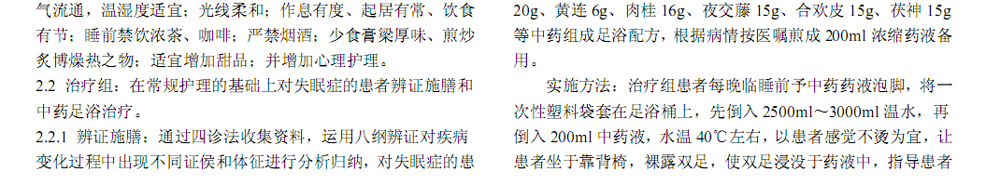 气流通，温湿度适宜；光线柔和；作息有度、起居有常、饮食
有节；睡前禁饮浓茶、咖啡；严禁烟酒；少食膏梁厚味、煎炒
炙博燥热之物；适宜增加甜品；并增加心理护理。
2.2 治疗组：在常规护理的基础上对失眠症的患者辨证施膳和
中药足浴治疗。
2.2.1 辨证施膳：通过四诊法收集资料，运用八纲辨证对疾病
变化过程中出现不同证侯和体征进行分析归纳，对失眠症的患
20g、黄连 6g、肉桂 16g、夜交藤 15g、合欢皮 15g、茯神 15g
等中药组成足浴配方，根据病情按医嘱煎成 200ml 浓缩药液备
用。
实施方法：治疗组患者每晚临睡前予中药药液泡脚，将一
次性塑料袋套在足浴桶上，先倒入 2500ml～3000ml 温水，再
倒入 200ml 中药液，水温 40℃左右，以患者感觉不烫为宜，让
患者坐于靠背椅，裸露双足，使双足浸没于药液中，指导患者